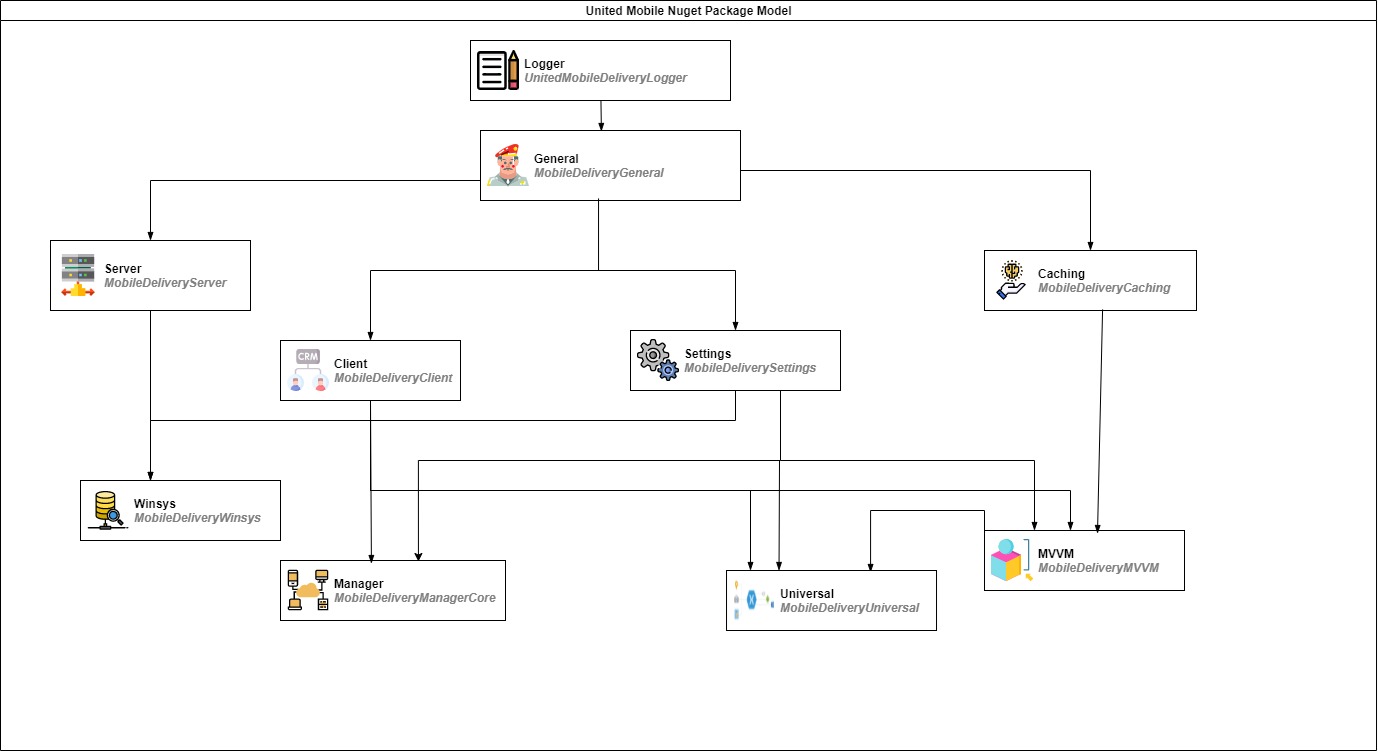 United Mobile Nuget Package Model
Logger
UnitedMobileDeliveryLogger
General
MobileDeliveryGeneral
Server
MobileDeliveryServer
Caching
MobileDeliveryCaching
CRM
Client
MobileDeliveryClient
Settings
MobileDeliverySettings
Winsys
MobileDeliveryWinsys
MVVM
MobileDeliveryMVVM
Manager
MobileDeliveryManagerCore
Universal
MobileDeliveryUniversal